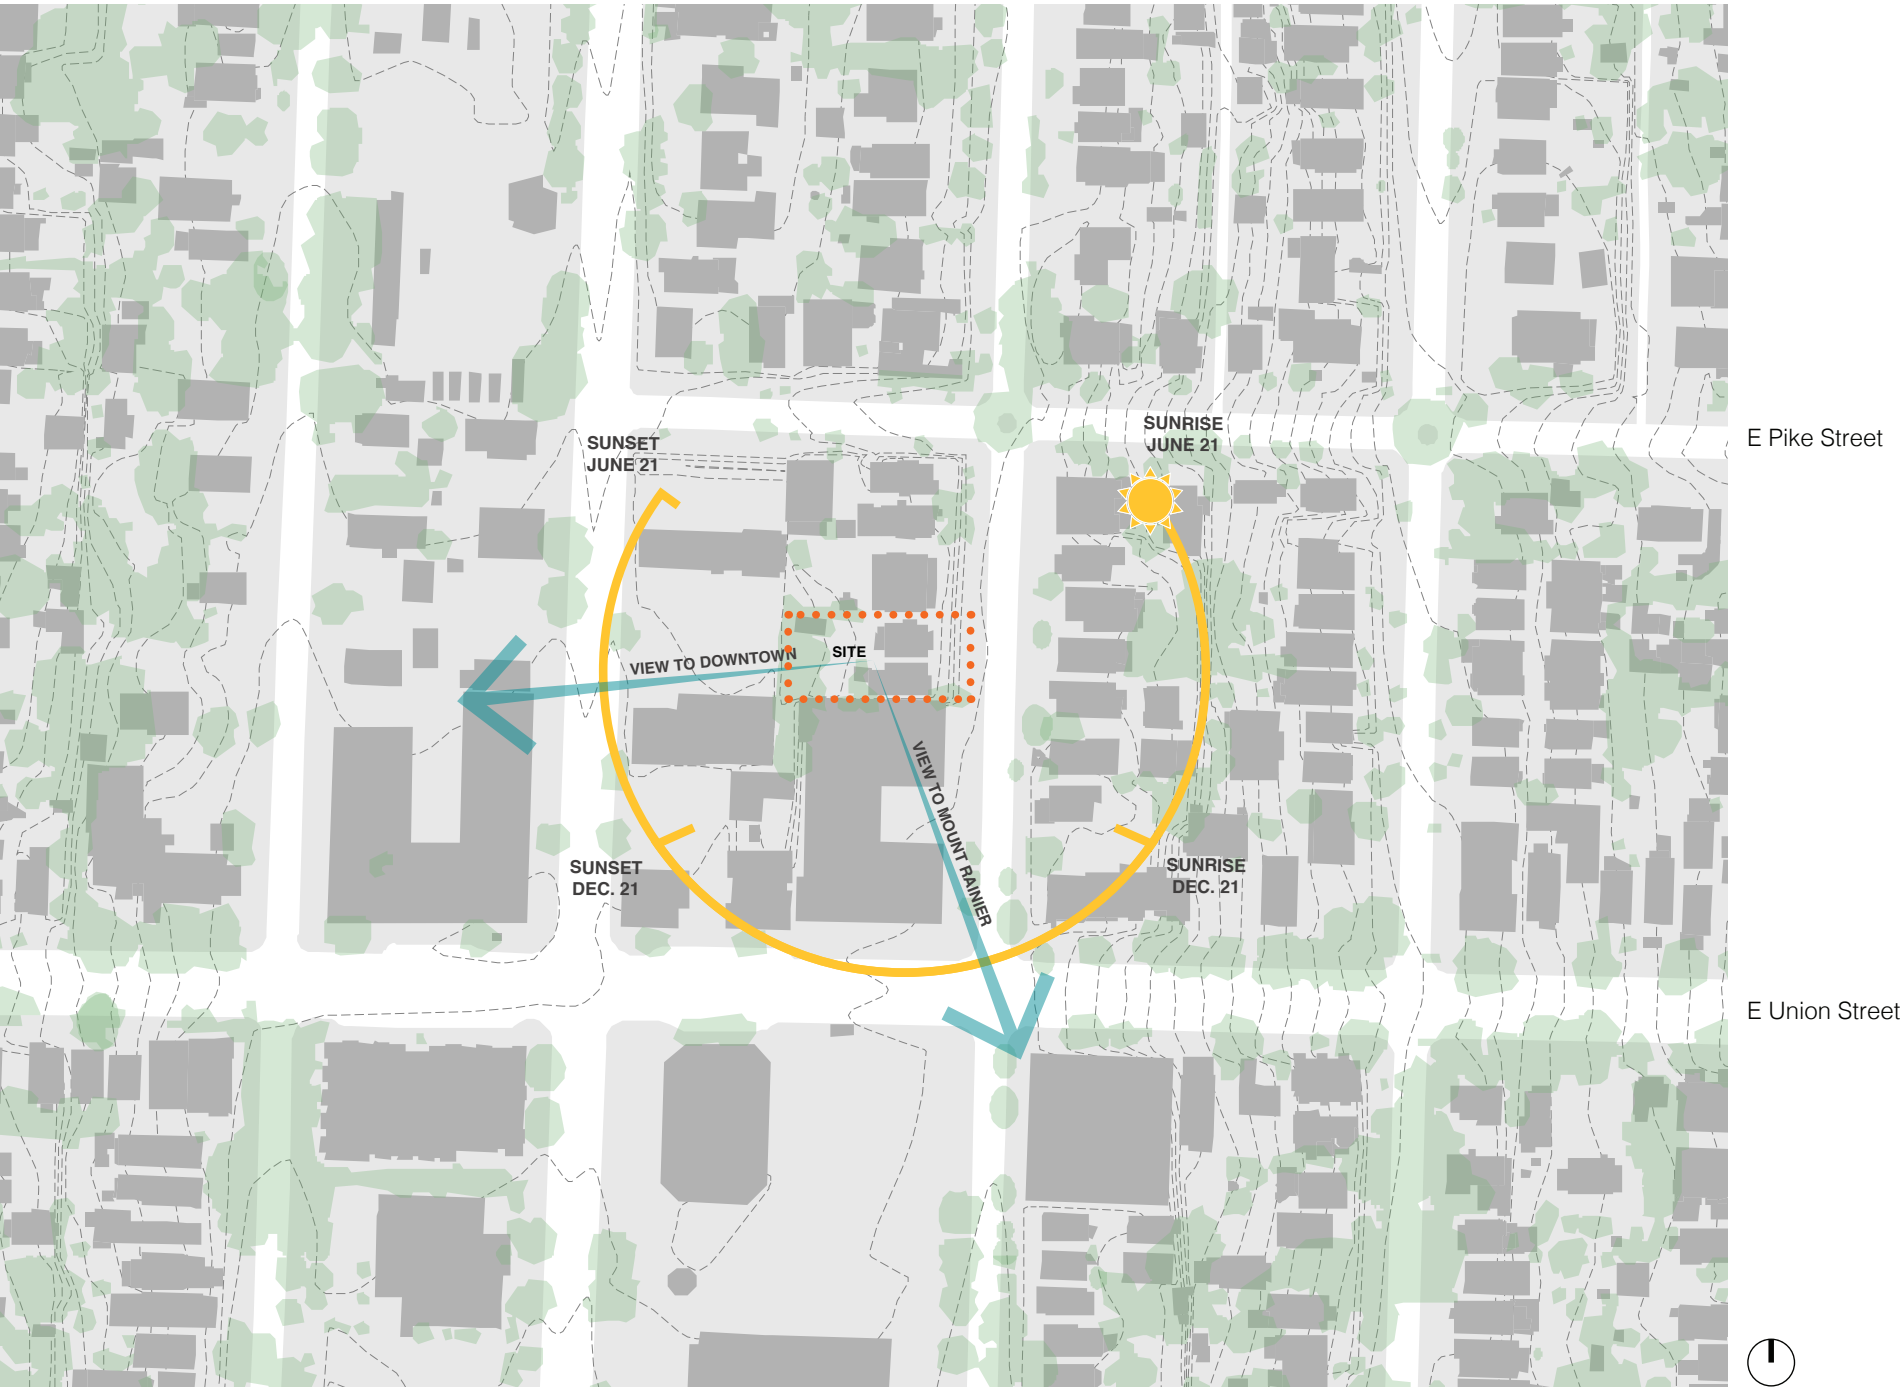 E Pike Street
SUNSET
JUNE 21
SUNRISE
JUNE 21
SITE
VIEW TO DOWNTOWN
VIEW TO MOUNT RAINIER
SUNSET
DEC. 21
SUNRISE
DEC. 21
E Union Street